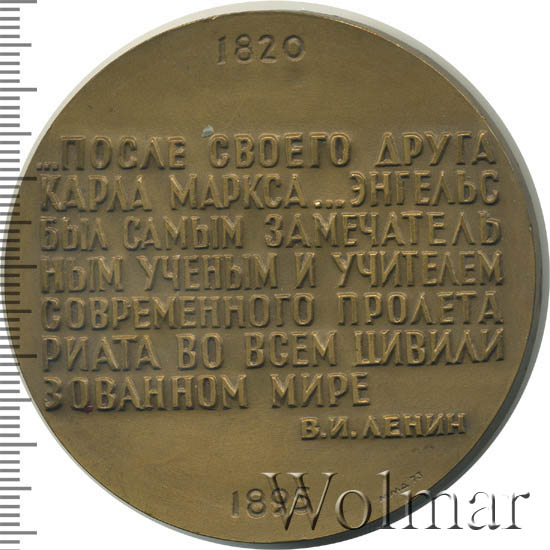 1820
...ПОСЛЕ СВОЕГО ДРУГА
КАРЛА МАРКСА...ЭНГЕЛЬС
БЫЛ САМЫМ ЗАМЕЧАТЕЛЬ
НЫМ УЧЕНЫМ И УЧИТЕЛЕМ
СОВРЕМЕННОГО ПРОЛЕТА
РИАТА ВО ВСЕМ ЦИВИЛИ
ЗОВАННОМ МИРЕ
В.И.ЛЕНИН
1895
Wolmar